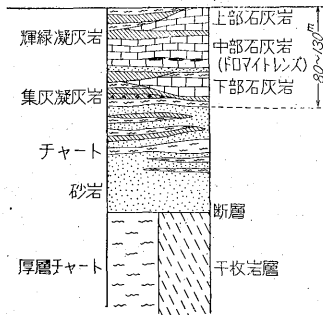 上部石灰岩
輝緑凝灰岩
中部石灰岩
(ドロマイトレンズ)
下部石灰岩
80~130m
集灰凝灰岩
チャート
砂岩
断層
厚層チャート
千枚岩層